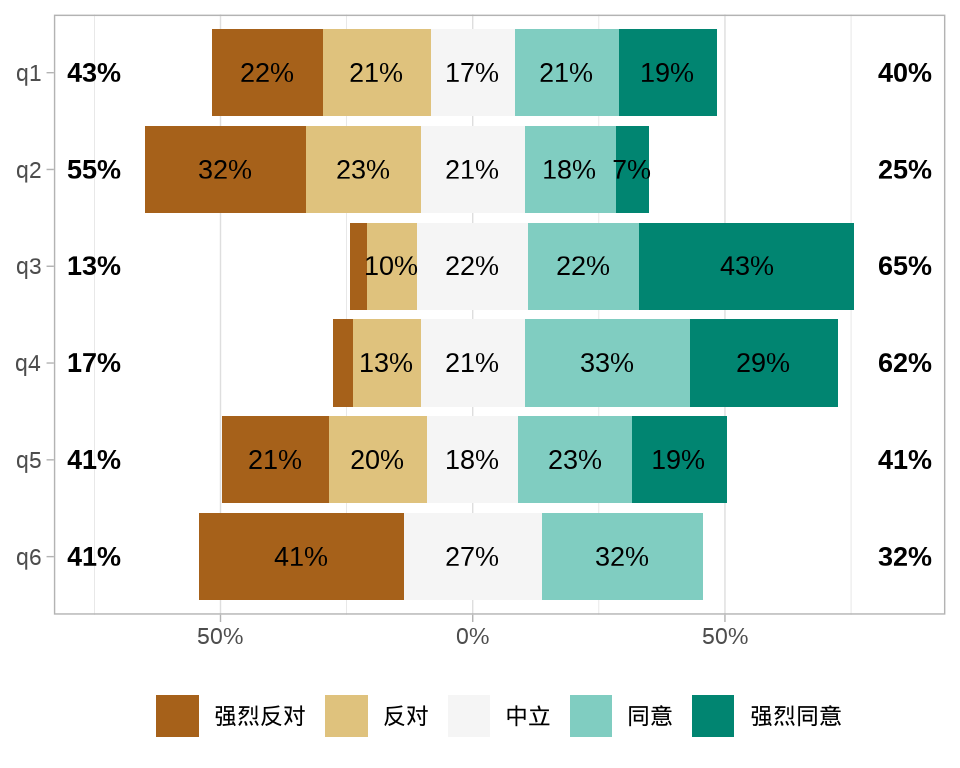 q1 43% 22% 21% 17% 21% 19% 40%
q2 55% 32% 23% 21% 18% 7% 25%
q3 13% 10% 22% 22% 43% 65%
q4 17% 13% 21% 33% 29% 62%
q5 41% 21% 20% 18% 23% 19% 41%
q6 41% 41% 27% 32% 32%
50% 0% 50%
强烈反对 反对 中立 同意 强烈同意